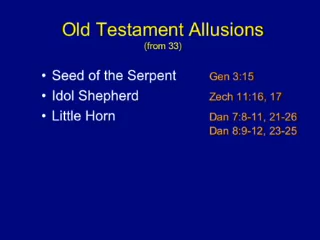 Old Testament Allusions
(from 33)
• Seed of the Serpent Gen 3:15
• Idol Shepherd Zech 11:16, 17
• Little Horn Dan 7:8-11, 21-26
Dan 8:9-12, 23-25